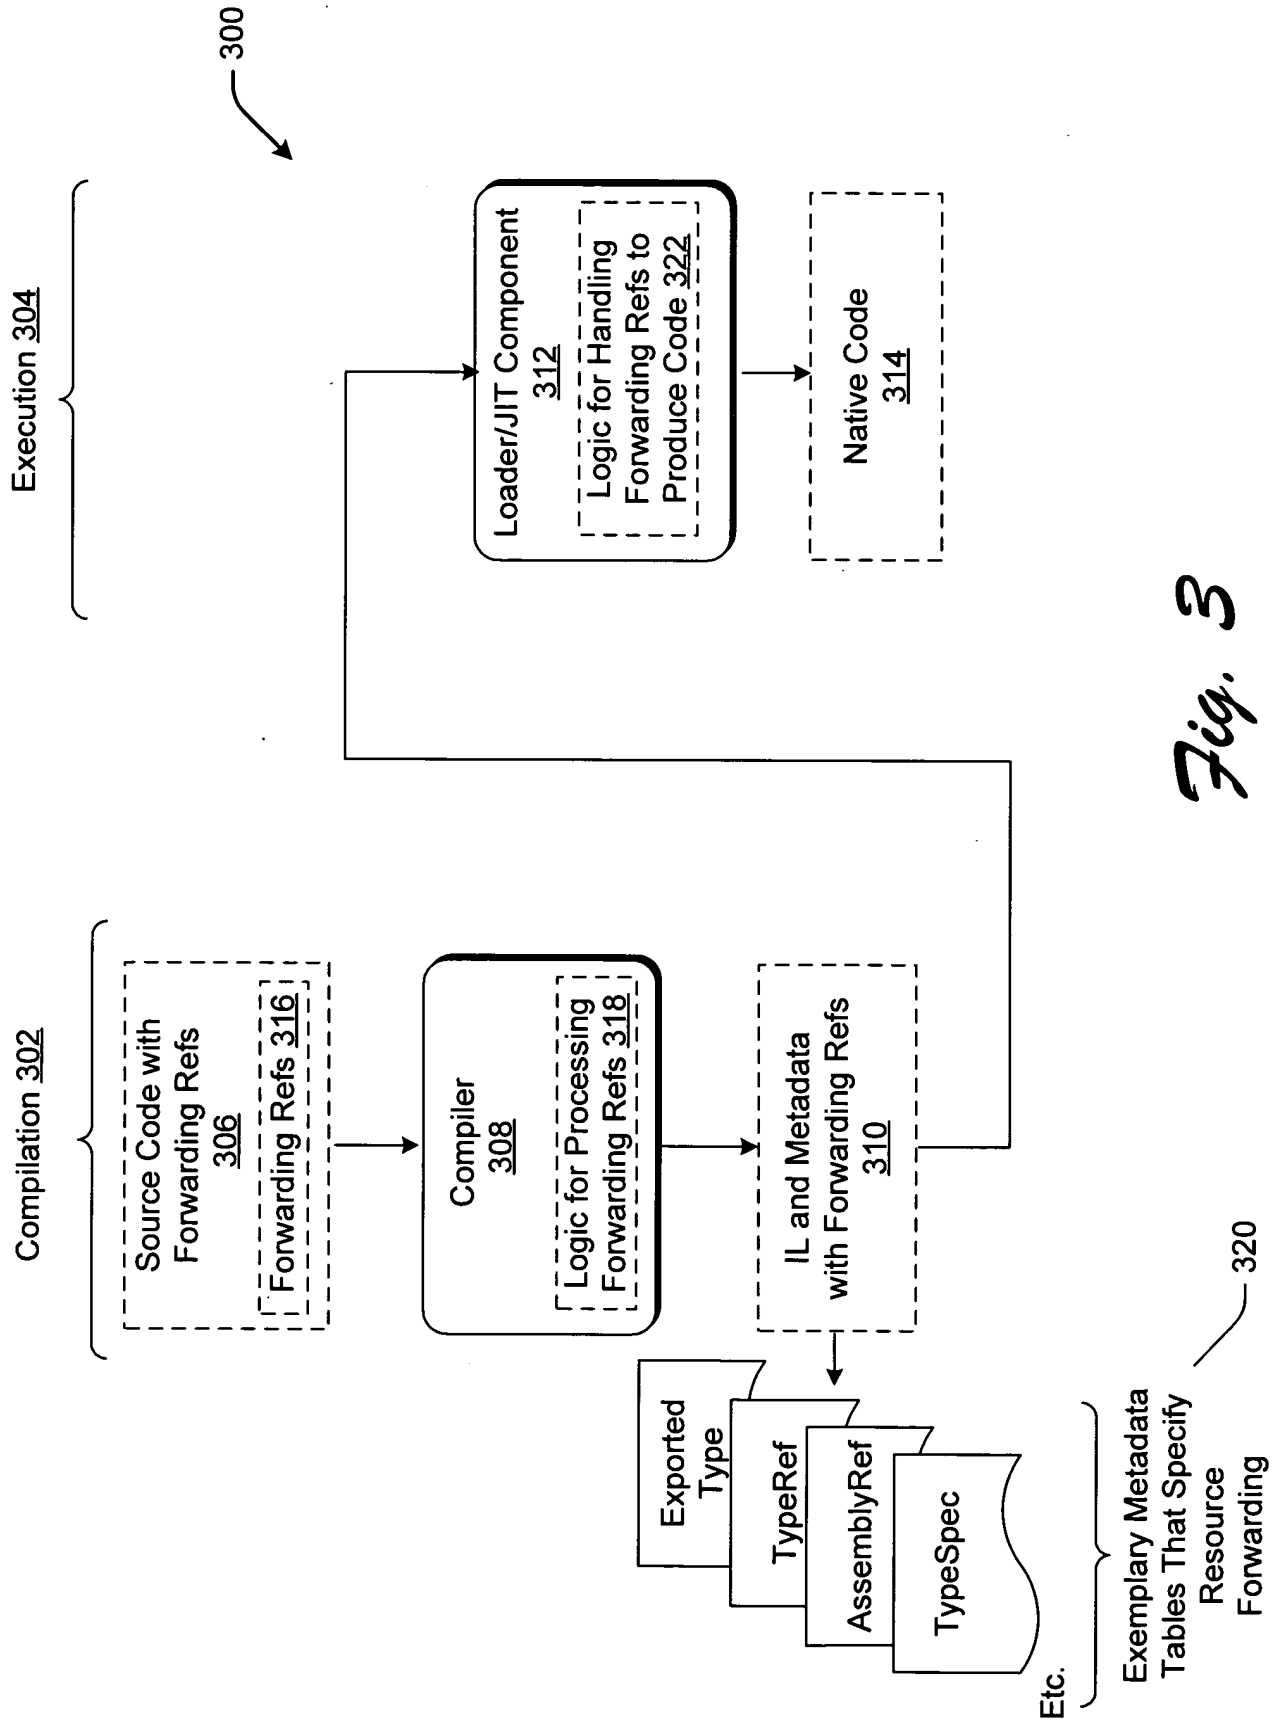 Compilation 302
Execution 304
300
Source Code with
Forwarding Refs
306
Forwarding Refs 316
Compiler
308
Logic for Processing
Forwarding Refs 318
IL and Metadata
with Forwarding Refs
310
Loader/JIT Component
312
Logic for Handling
Forwarding Refs to
Produce Code 322
Native Code
314
Exported
Type
TypeRef
AssemblyRef
TypeSpec
Etc.
Exemplary Metadata
Tables That Specify
Resource
Forwarding
320
Fig. 3